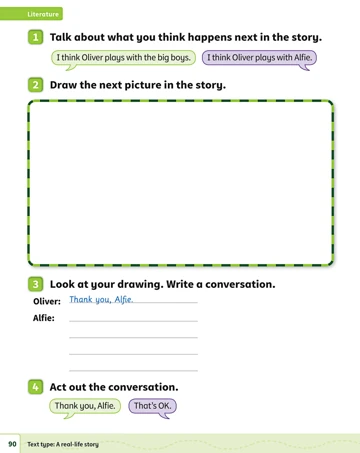 Literature
1 Talk about what you think happens next in the story.
I think Oliver plays with the big boys. I think Oliver plays with Alfie.
2 Draw the next picture in the story.
3 Look at your drawing. Write a conversation.
Oliver: Thank you, Alfie.
Alfie:
4 Act out the conversation.
Thank you, Alfie. That's OK.
90 Text type: A real-life story